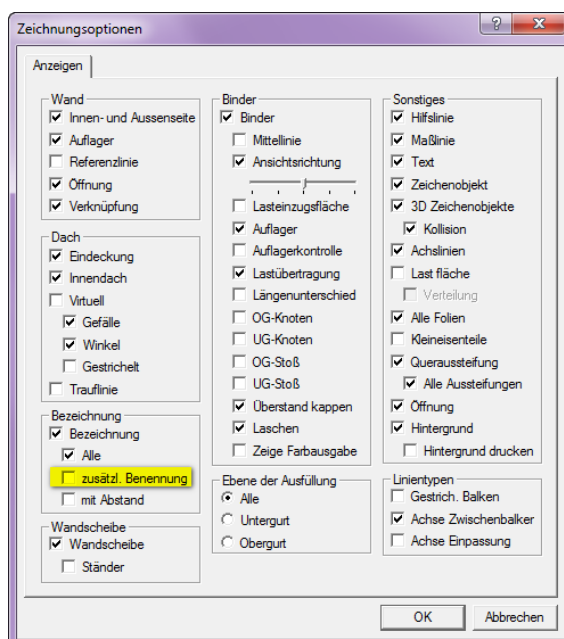 Zeichnungsoptionen
Anzeigen
Wand
Innen- und Aussenseite
Auflager
Referenzlinie
Öffnung
Verknüpfung
Dach
Eindeckung
Innendach
Virtuell
Gefälle
Winkel
Gestrichelt
Trauflinie
Bezeichnung
Bezeichnung
Alle
zusätzl. Benennung
mit Abstand
Wandscheibe
Wandscheibe
Ständer
Binder
Binder
Mittellinie
Ansichtsrichtung
Lasteinzugsfläche
Auflager
Auflagerkontrolle
Lastübertragung
Längenunterschied
OG-Knoten
UG-Knoten
OG-Stoß
UG-Stoß
Überstand kappen
Laschen
Zeige Farbausgabe
Ebene der Ausfüllung
Alle
Untergurt
Obergurt
Sonstiges
Hilfslinie
Maßlinie
Text
Zeichenobjekt
3D Zeichenobjekte
Kollision
Achslinien
Last fläche
Verteilung
Alle Folien
Kleineisenteile
Queraussteifung
Alle Aussteifungen
Öffnung
Hintergrund
Hintergrund drucken
Linientypen
Gestrich. Balken
Achse Zwischenbalker
Achse Einpassung
OK
Abbrechen